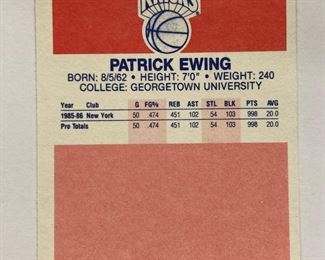 PATRICK EWING
BORN: 8/5/62 • HEIGHT: 7'0" • WEIGHT: 240
COLLEGE: GEORGETOWN UNIVERSITY
Year Club G FG% REB AST STL BLK PTS AVG
1985-86 New York 50 .474 451 102 54 103 998 20.0
Pro Totals 50 .474 451 102 54 103 998 20.0